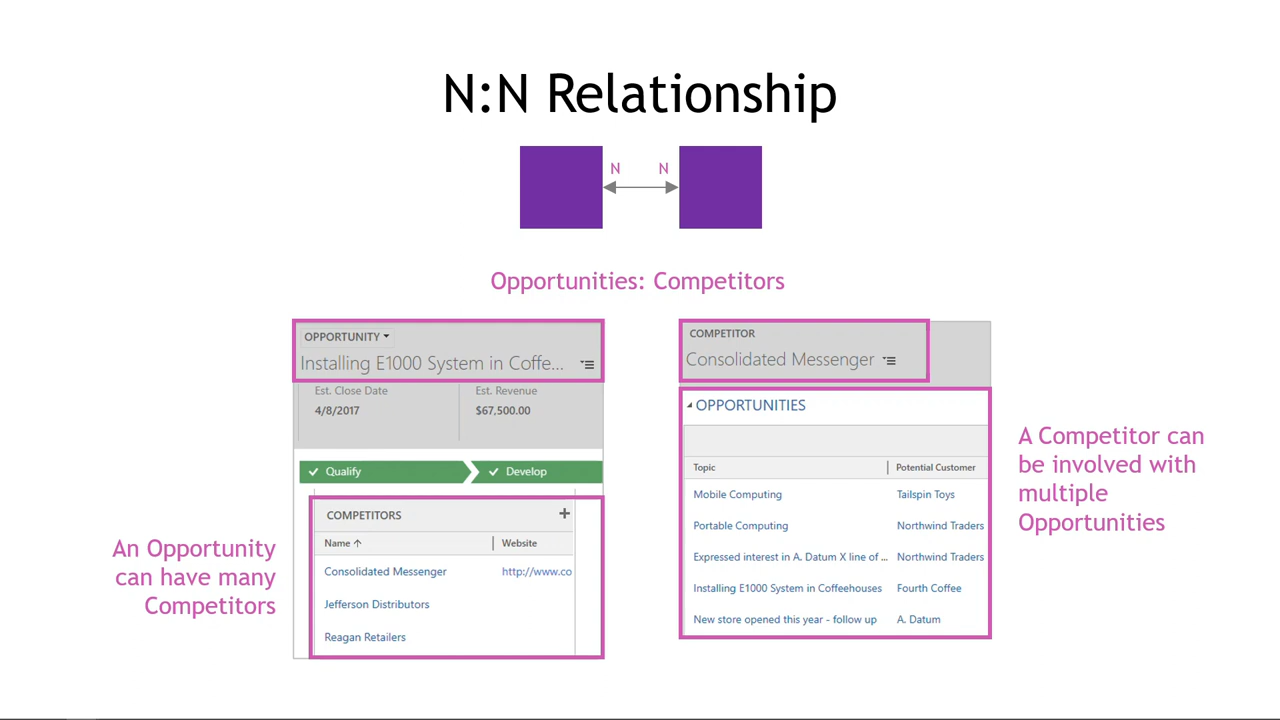 N:N Relationship
N N
Opportunities: Competitors
OPPORTUNITY
Installing E1000 System in Coffe...
Est. Close Date Est. Revenue
4/8/2017 $67,500.00
Qualify Develop
COMPETITORS +
Name ↑ Website
Consolidated Messenger http://www.co
Jefferson Distributors
Reagan Retailers
An Opportunity
can have many
Competitors
COMPETITOR
Consolidated Messenger
OPPORTUNITIES
Topic Potential Customer
Mobile Computing Tailspin Toys
Portable Computing Northwind Traders
Expressed interest in A. Datum X line of ... Northwind Traders
Installing E1000 System in Coffeehouses Fourth Coffee
New store opened this year - follow up A. Datum
A Competitor can
be involved with
multiple
Opportunities